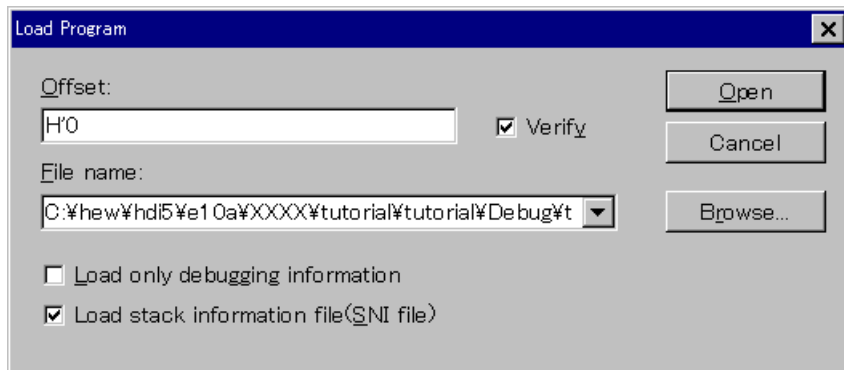 Load Program
Offset:
H'0
Verify
Open
Cancel
File name:
C:¥hew¥hdi5¥e10a¥XXXX¥tutorial¥tutorial¥Debug¥t
Browse...
Load only debugging information
Load stack information file(SNI file)